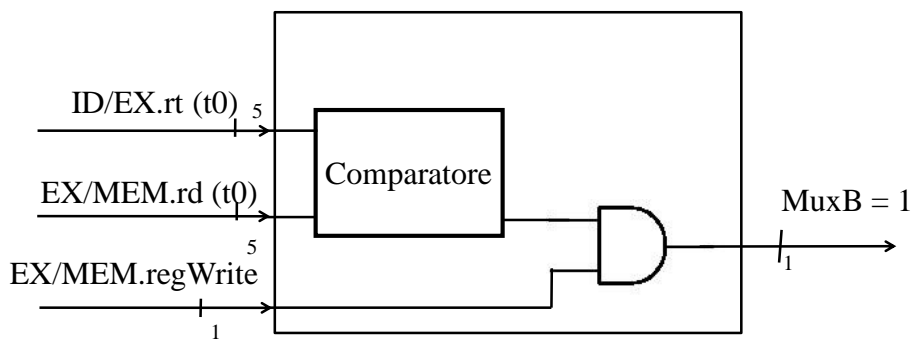 ID/EX.rt (t0)
5
Comparatore
EX/MEM.rd (t0)
5
MuxB = 1
1
EX/MEM.regWrite
1